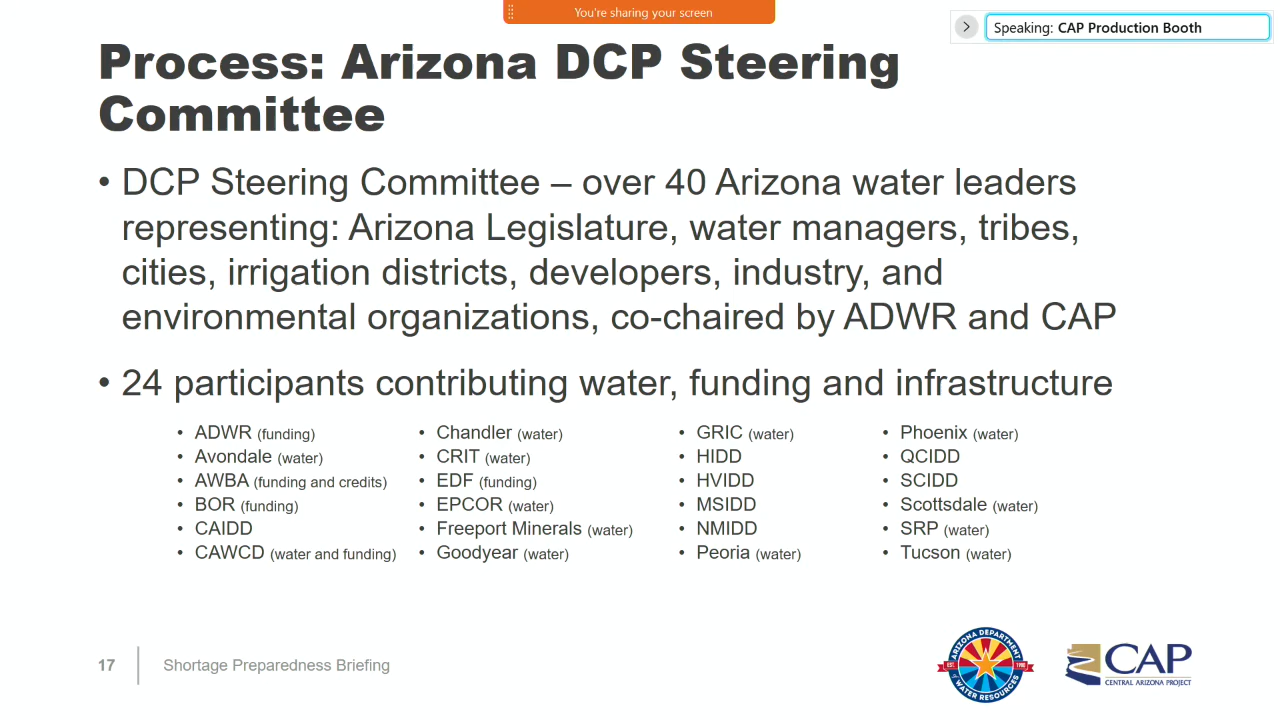 You're sharing your screen
Speaking: CAP Production Booth
Process: Arizona DCP Steering
Committee
• DCP Steering Committee – over 40 Arizona water leaders
representing: Arizona Legislature, water managers, tribes,
cities, irrigation districts, developers, industry, and
environmental organizations, co-chaired by ADWR and CAP
• 24 participants contributing water, funding and infrastructure
• ADWR (funding)
• Avondale (water)
• AWBA (funding and credits)
• BOR (funding)
• CAIDD
• CAWCD (water and funding)
• Chandler (water)
• CRIT (water)
• EDF (funding)
• EPCOR (water)
• Freeport Minerals (water)
• Goodyear (water)
• GRIC (water)
• HIDD
• HVIDD
• MSIDD
• NMIDD
• Peoria (water)
• Phoenix (water)
• QCIDD
• SCIDD
• Scottsdale (water)
• SRP (water)
• Tucson (water)
17
Shortage Preparedness Briefing
ARIZONA DEPARTMENT
EST. 1980
of WATER RESOURCES
CAP
CENTRAL ARIZONA PROJECT